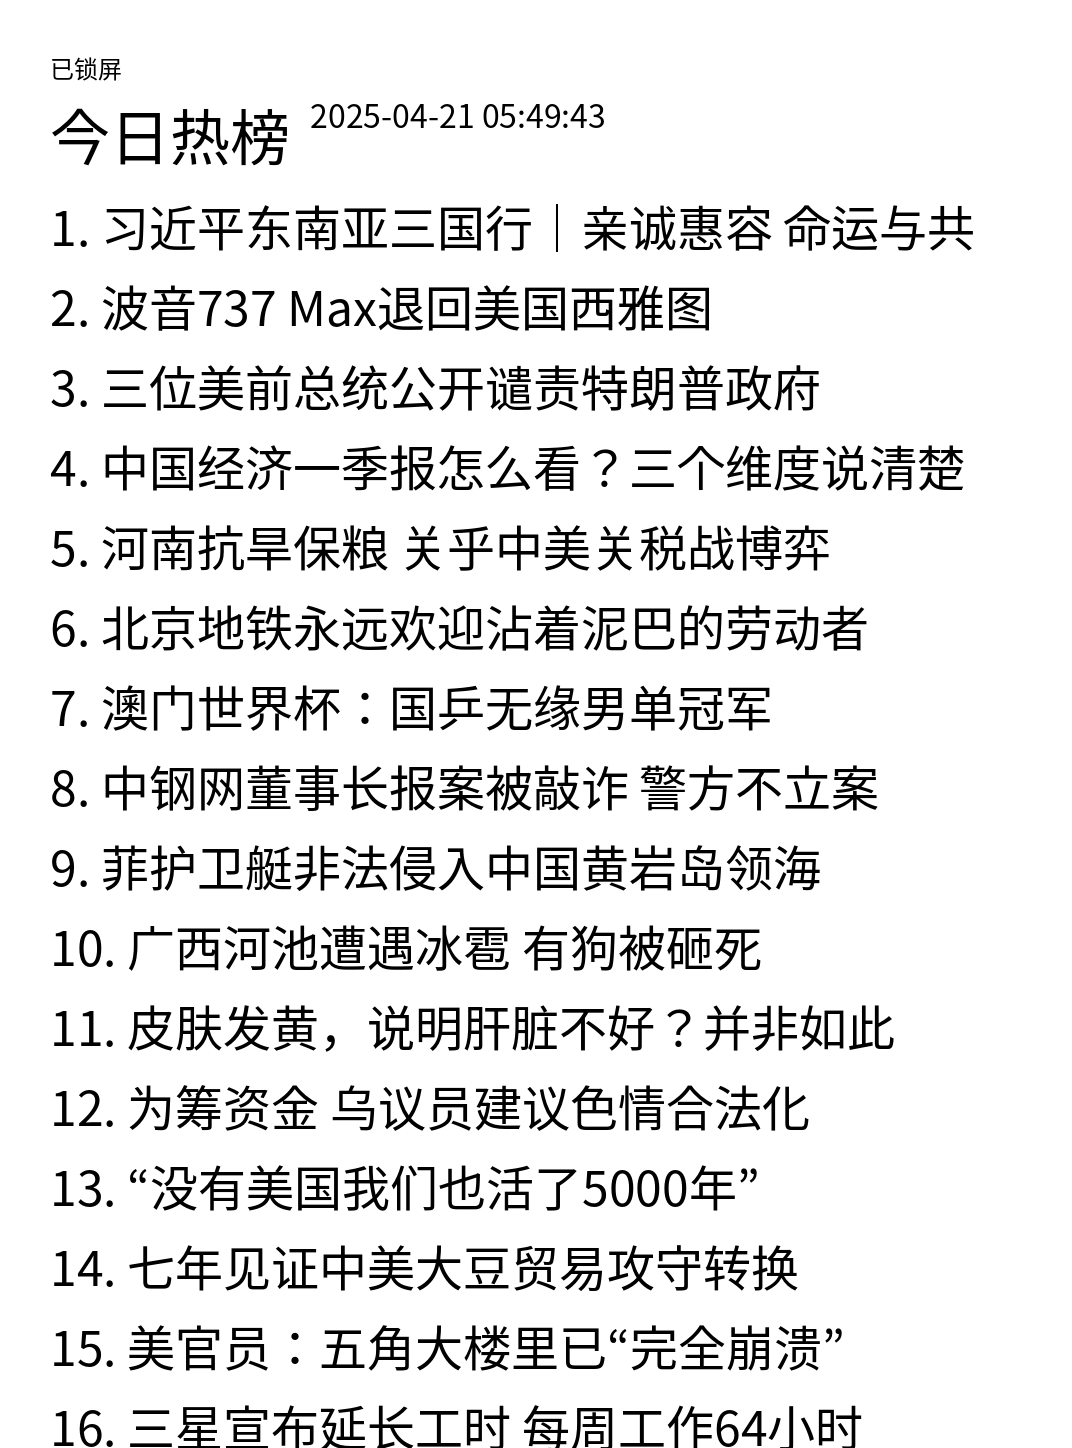 已锁屏
今日热榜 2025-04-21 05:49:43
1. 习近平东南亚三国行｜亲诚惠容 命运与共
2. 波音737 Max退回美国西雅图
3. 三位美前总统公开谴责特朗普政府
4. 中国经济一季报怎么看？三个维度说清楚
5. 河南抗旱保粮 关乎中美关税战博弈
6. 北京地铁永远欢迎沾着泥巴的劳动者
7. 澳门世界杯：国乒无缘男单冠军
8. 中钢网董事长报案被敲诈 警方不立案
9. 菲护卫艇非法侵入中国黄岩岛领海
10. 广西河池遭遇冰雹 有狗被砸死
11. 皮肤发黄，说明肝脏不好？并非如此
12. 为筹资金 乌议员建议色情合法化
13. “没有美国我们也活了5000年”
14. 七年见证中美大豆贸易攻守转换
15. 美官员：五角大楼里已“完全崩溃”
16. 三星宣布延长工时 每周工作64小时